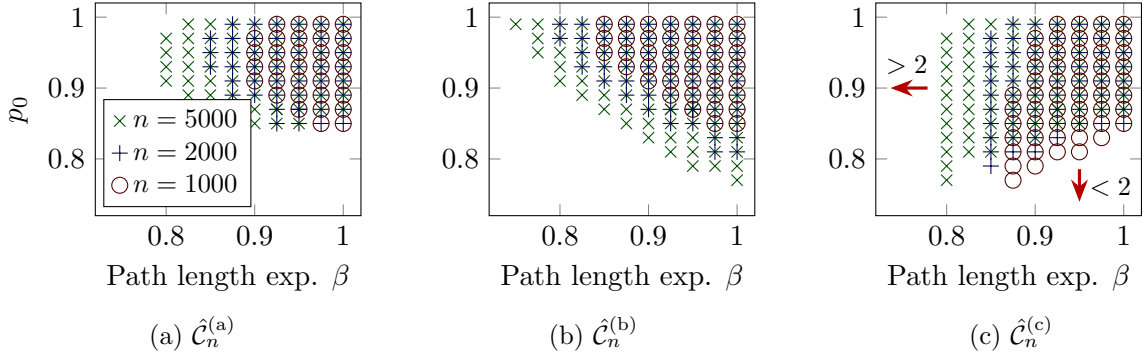 1
0.9
0.8
p0
n = 5000
n = 2000
n = 1000
0.8 0.9 1
Path length exp. β
(a) Ĉn(a)
1
0.9
0.8
0.8 0.9 1
Path length exp. β
(b) Ĉn(b)
1
0.9
0.8
> 2
< 2
0.8 0.9 1
Path length exp. β
(c) Ĉn(c)